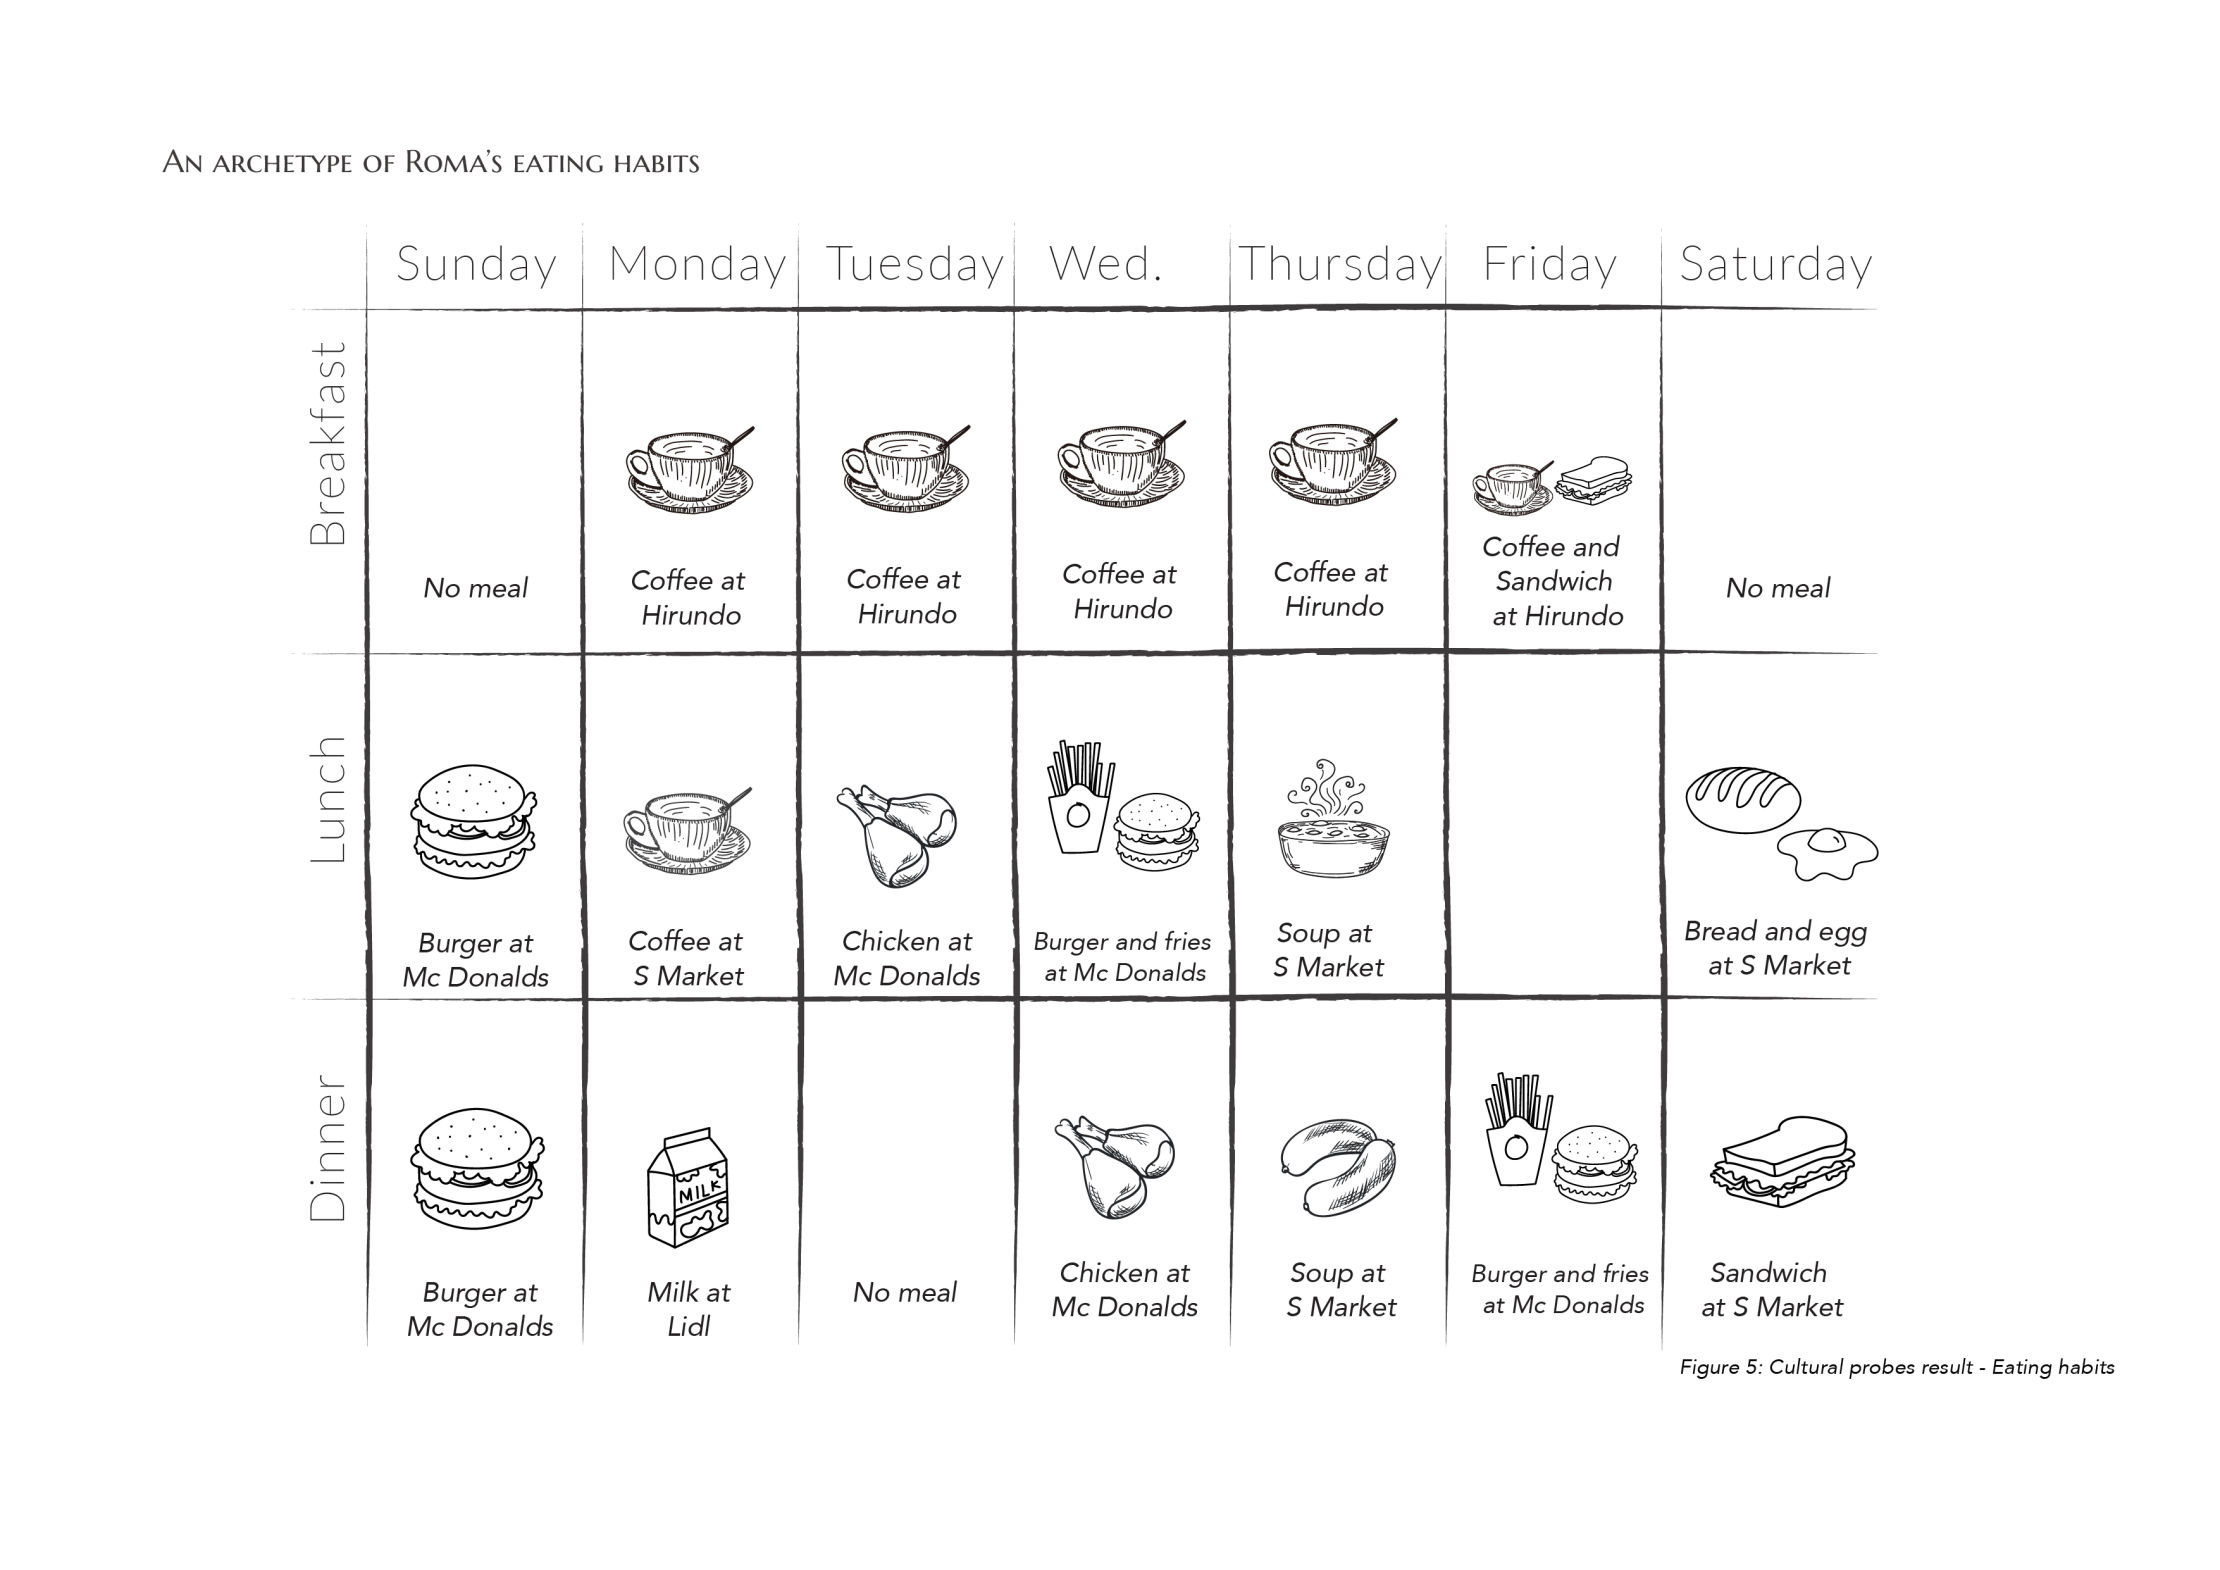 An archetype of Roma's eating habits
Sunday Monday Tuesday Wed. Thursday Friday Saturday
Breakfast
No meal
Coffee at
Hirundo
Coffee at
Hirundo
Coffee at
Hirundo
Coffee at
Hirundo
Coffee and
Sandwich
at Hirundo
No meal
Lunch
Burger at
Mc Donalds
Coffee at
S Market
Chicken at
Mc Donalds
Burger and fries
at Mc Donalds
Soup at
S Market
Bread and egg
at S Market
Dinner
Burger at
Mc Donalds
MILK
Milk at
Lidl
No meal
Chicken at
Mc Donalds
Soup at
S Market
Burger and fries
at Mc Donalds
Sandwich
at S Market
Figure 5: Cultural probes result - Eating habits